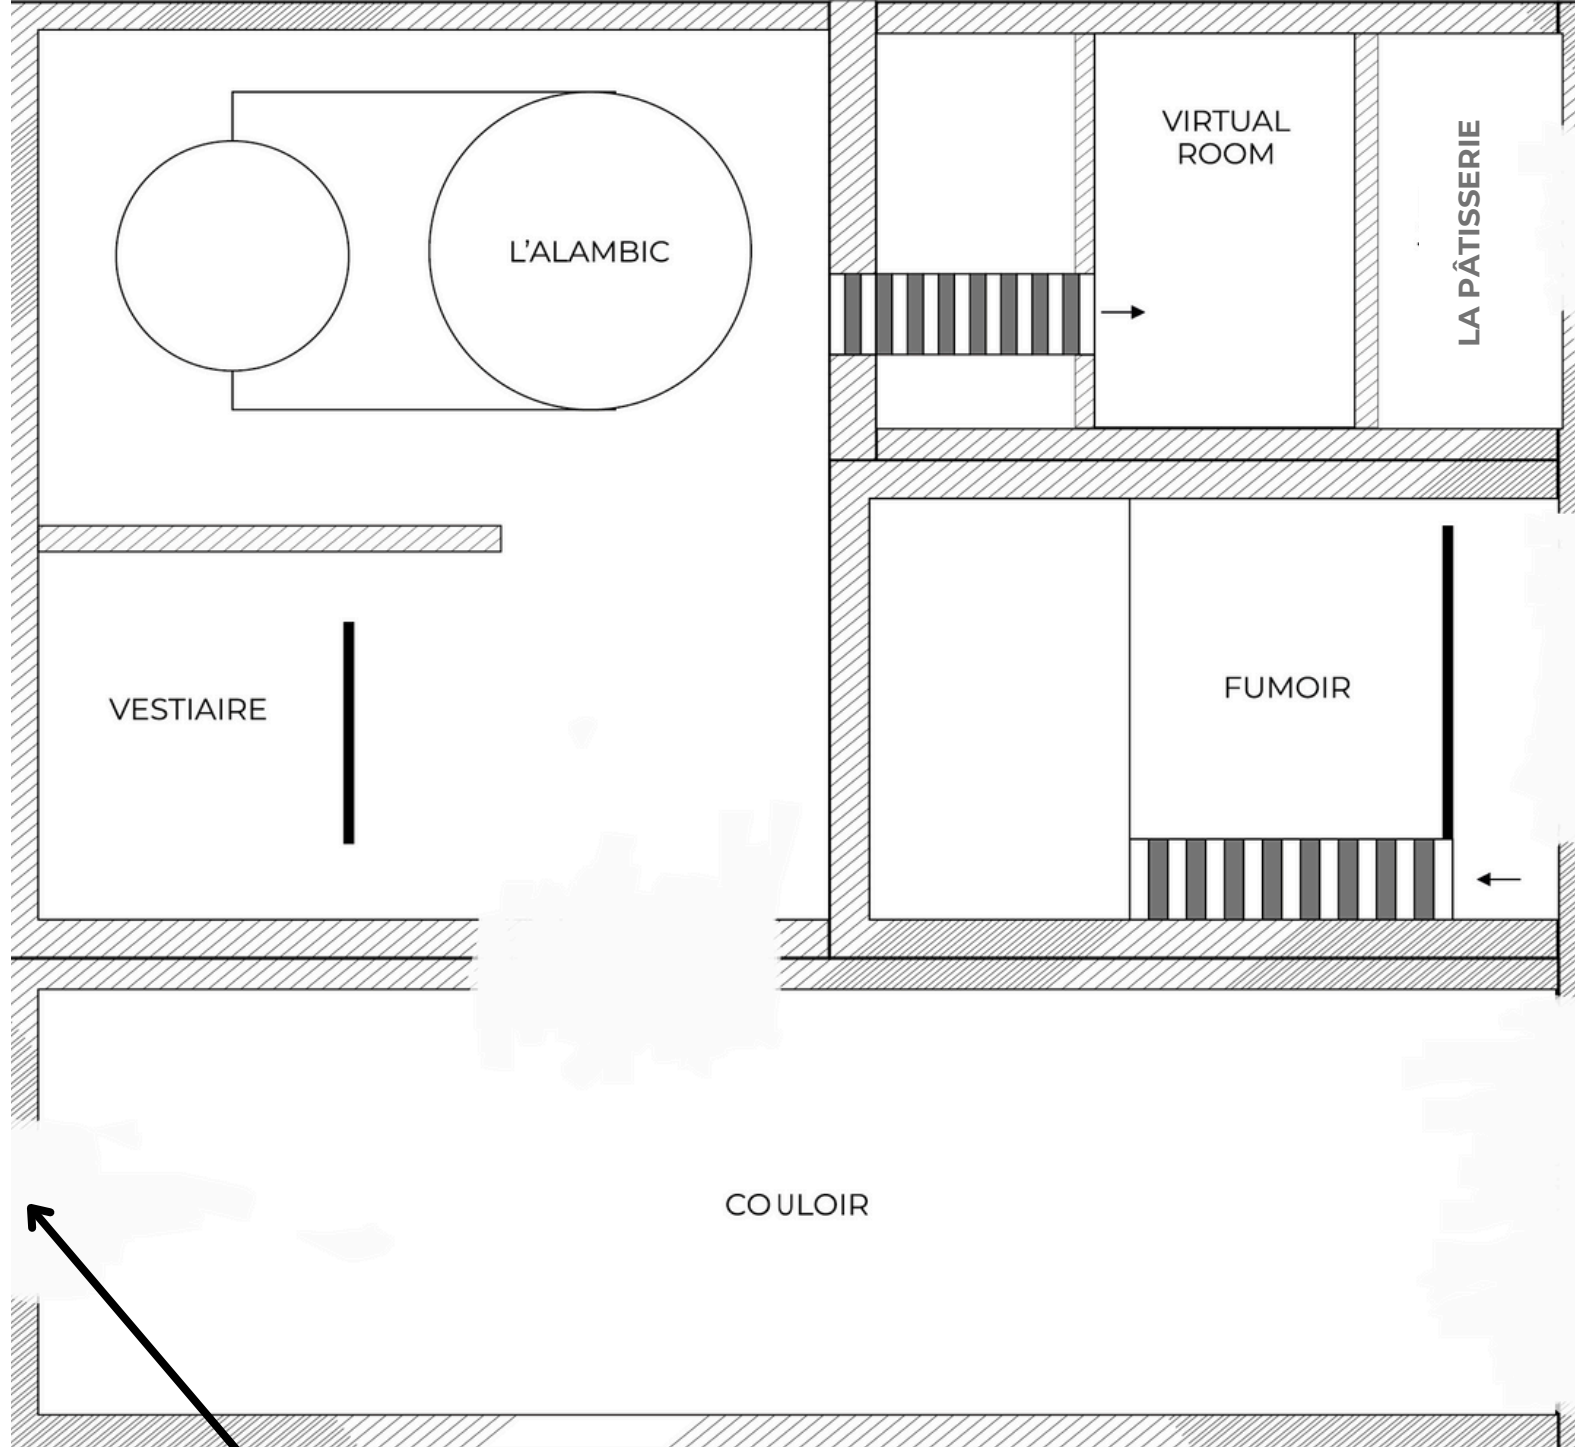 VIRTUAL
ROOM
LA PÂTISSERIE
L'ALAMBIC
VESTIAIRE
FUMOIR
COULOIR